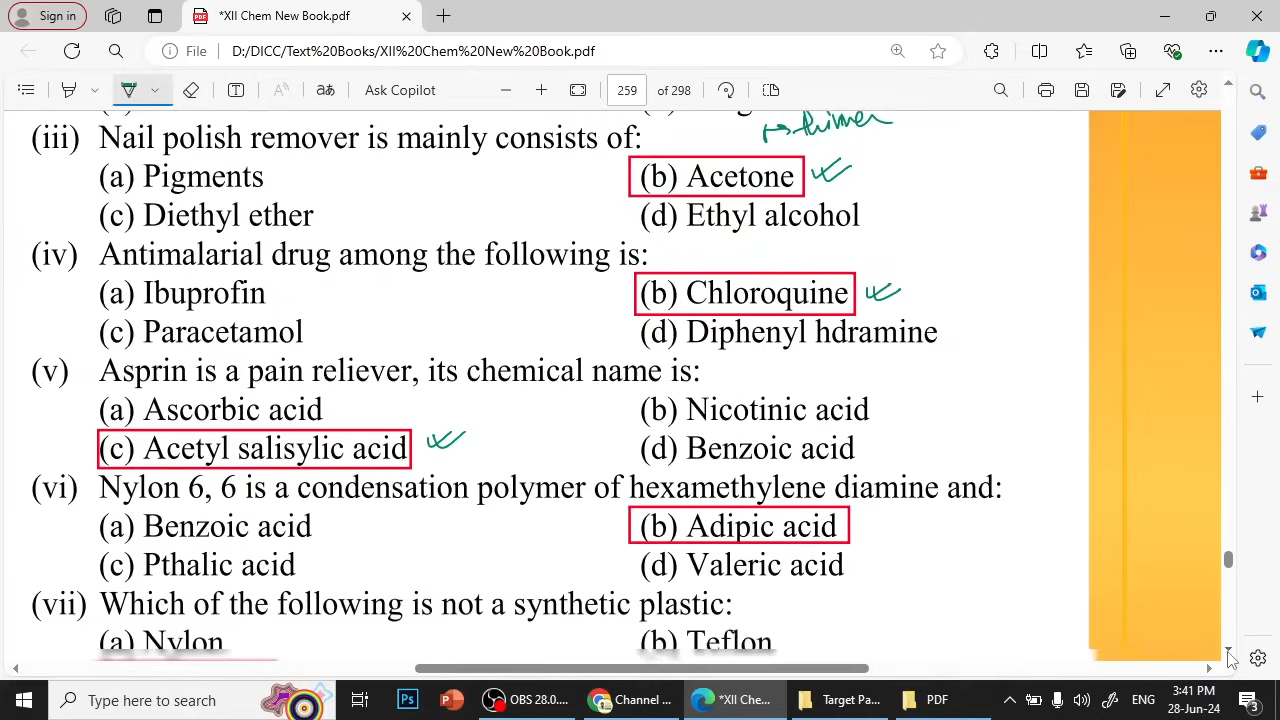 Sign in
*XII Chem New Book.pdf
File
D:/DICC/Text%20Books/XII%20Chem%20New%20Book.pdf
Ask Copilot
259 of 298
(iii) Nail polish remover is mainly consists of:
(a) Pigments (b) Acetone
(c) Diethyl ether (d) Ethyl alcohol
(iv) Antimalarial drug among the following is:
(a) Ibuprofin (b) Chloroquine
(c) Paracetamol (d) Diphenyl hdramine
(v) Asprin is a pain reliever, its chemical name is:
(a) Ascorbic acid (b) Nicotinic acid
(c) Acetyl salisylic acid (d) Benzoic acid
(vi) Nylon 6, 6 is a condensation polymer of hexamethylene diamine and:
(a) Benzoic acid (b) Adipic acid
(c) Pthalic acid (d) Valeric acid
(vii) Which of the following is not a synthetic plastic:
(a) Nylon (b) Teflon
Type here to search
OBS 28.0....
Channel ...
*XII Che...
Target Pa...
PDF
ENG
3:41 PM
28-Jun-24
3